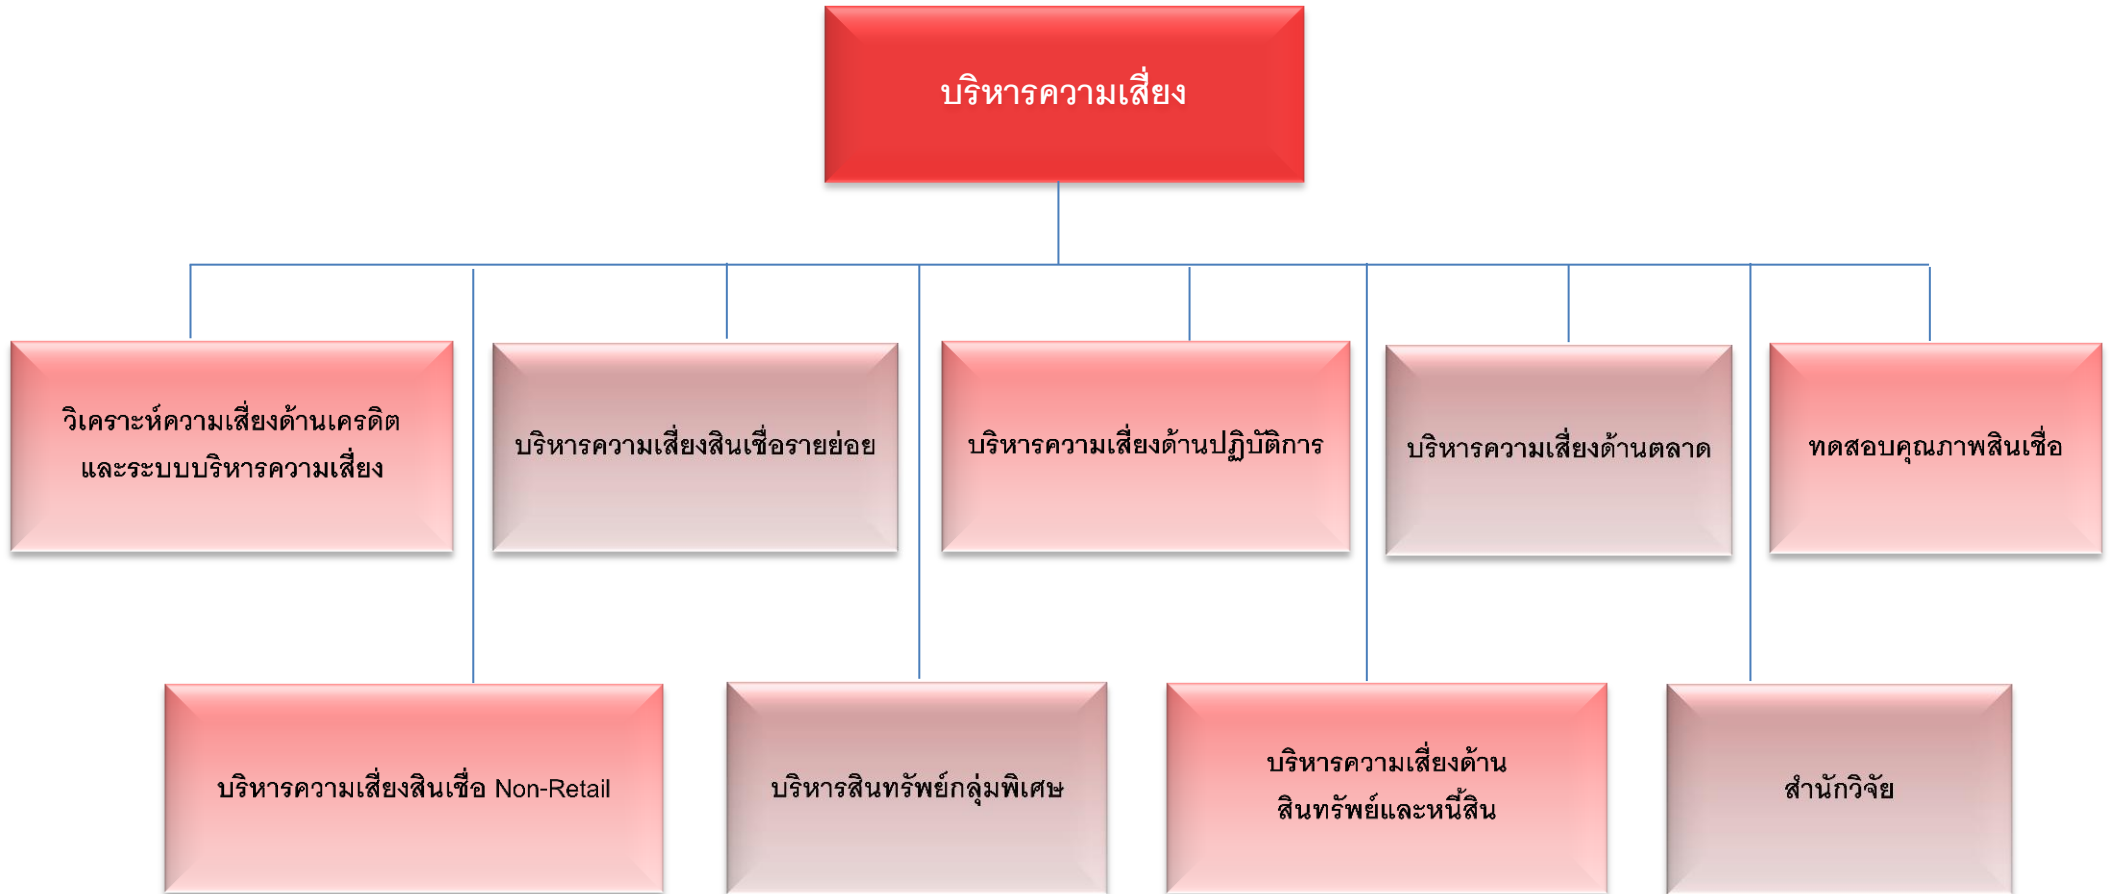 บริหารความเสี่ยง
วิเคราะห์ความเสี่ยงด้านเครดิต
และระบบบริหารความเสี่ยง
บริหารความเสี่ยงสินเชื่อรายย่อย
บริหารความเสี่ยงด้านปฏิบัติการ
บริหารความเสี่ยงด้านตลาด
ทดสอบคุณภาพสินเชื่อ
บริหารความเสี่ยงสินเชื่อ Non-Retail
บริหารสินทรัพย์กลุ่มพิเศษ
บริหารความเสี่ยงด้าน
สินทรัพย์และหนี้สิน
สำนักวิจัย